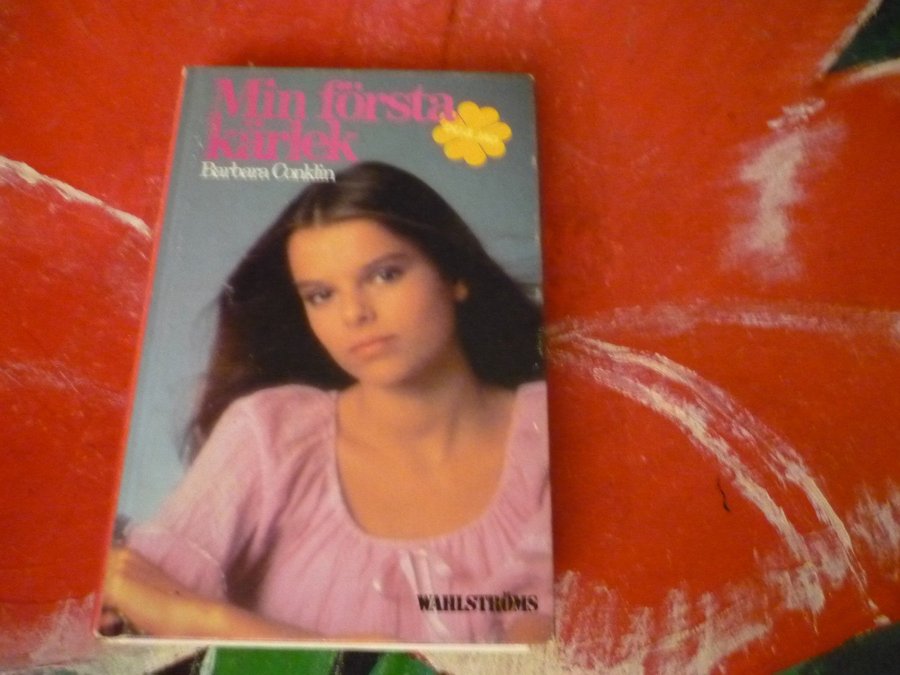 Min första
kärlek
Barbara Conklin
WAHLSTRÖMS